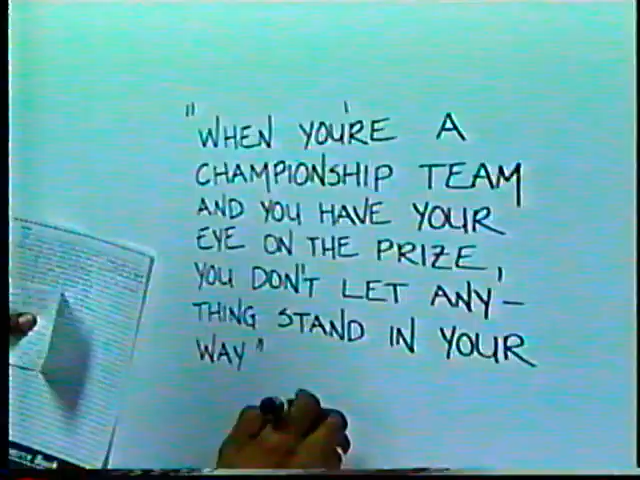 "WHEN YOU'RE A
CHAMPIONSHIP TEAM
AND YOU HAVE YOUR
EYE ON THE PRIZE,
YOU DON'T LET ANY-
THING STAND IN YOUR
WAY"